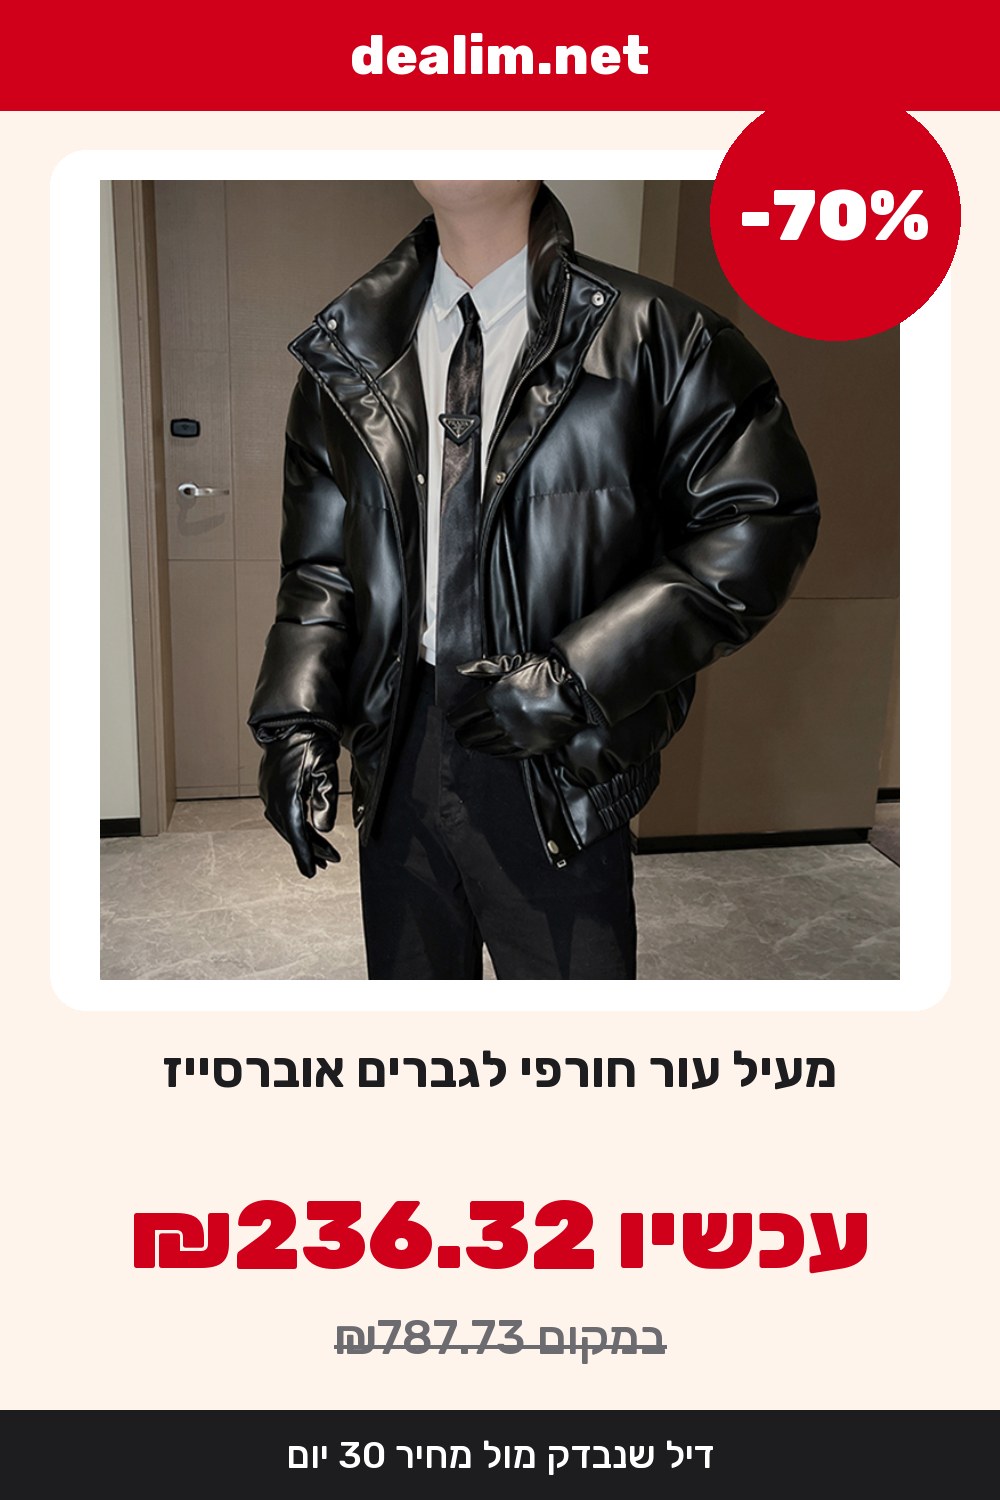 dealim.net
-70%
מעיל עור חורפי לגברים אוברסייז
עכשיו 236.32₪
במקום 787.73₪
דיל שנבדק מול מחיר 30 יום